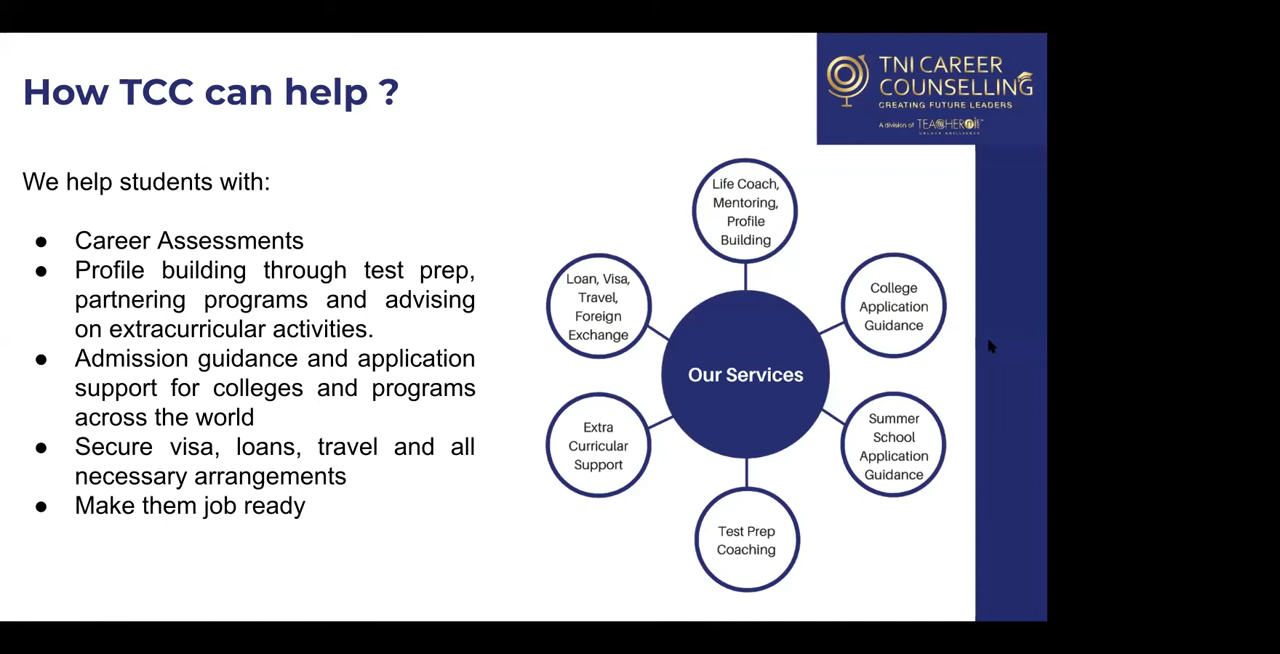 How TCC can help ?
TNI CAREER
COUNSELLING
CREATING FUTURE LEADERS
A division of TEACHERNI
We help students with:
● Career Assessments
● Profile building through test prep,
partnering programs and advising
on extracurricular activities.
● Admission guidance and application
support for colleges and programs
across the world
● Secure visa, loans, travel and all
necessary arrangements
● Make them job ready
Life Coach,
Mentoring,
Profile
Building
College
Application
Guidance
Summer
School
Application
Guidance
Test Prep
Coaching
Extra
Curricular
Support
Loan, Visa,
Travel,
Foreign
Exchange
Our Services